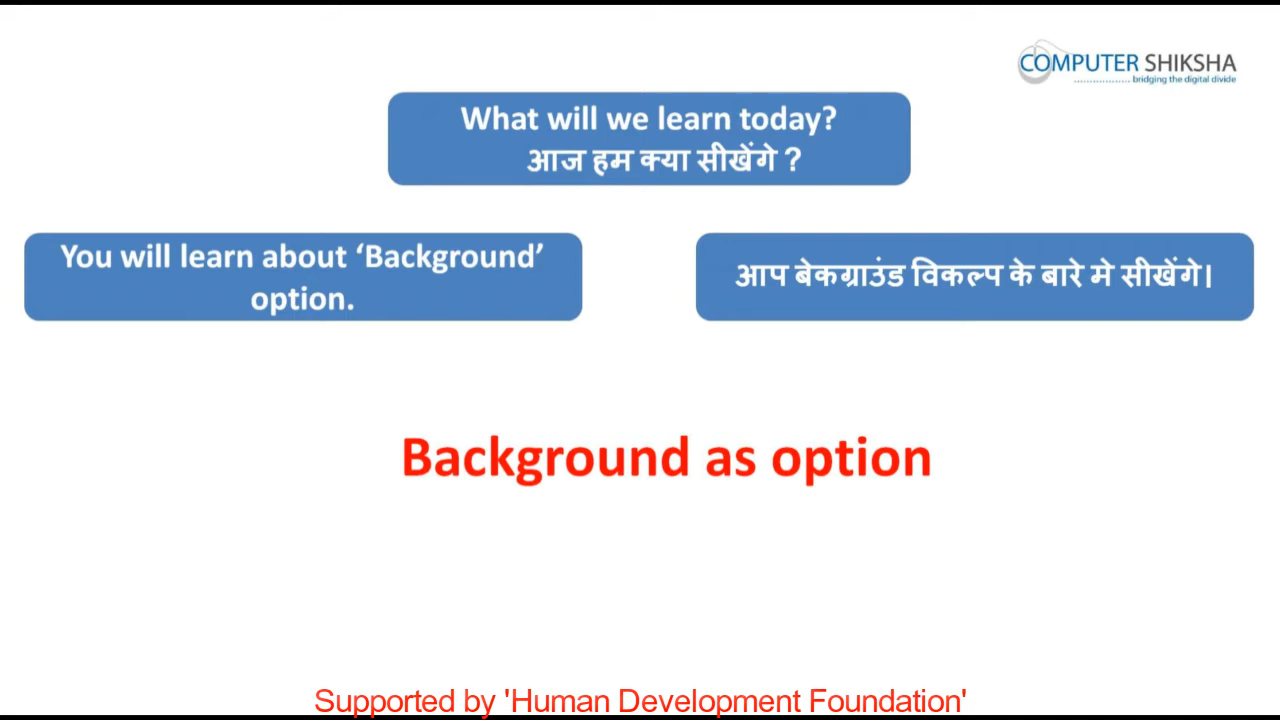 COMPUTER SHIKSHA
bridging the digital divide
What will we learn today?
आज हम क्या सीखेंगे ?
You will learn about ‘Background’
option.
आप बेकग्राउंड विकल्प के बारे मे सीखेंगे।
Background as option
Supported by 'Human Development Foundation'